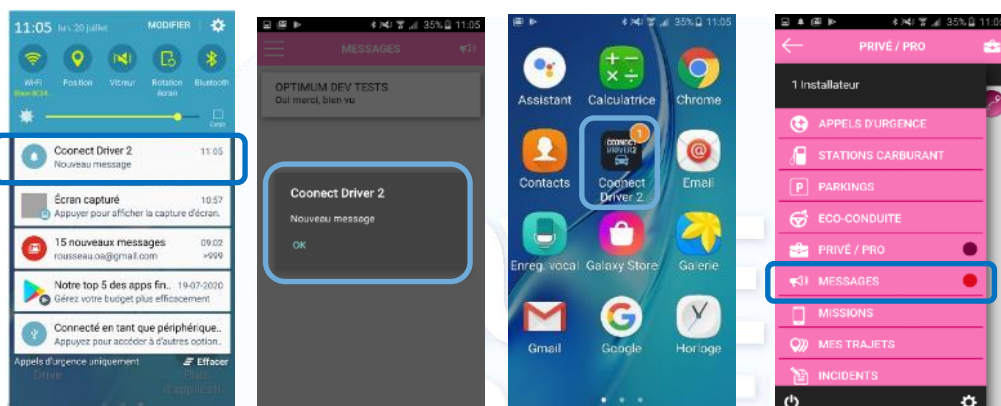 11:05 lun. 20 juillet MODIFIER
Wi-Fi Position Vibreur Rotation écran Bluetooth
Coonect Driver 2 11:05
Nouveau message
Écran capturé 10:57
Appuyer pour afficher la capture d'écran.
15 nouveaux messages 09:02
rousseau.oa@gmail.com >999
Notre top 5 des apps fin.. 19-07-2020
Gérez votre budget plus efficacement
Connecté en tant que périphérique..
Appuyez pour accéder à d'autres option..
Appels d'urgence uniquement Effacer
Drive
35% 11:05
MESSAGES
OPTIMUM DEV TESTS
Oui merci, bien vu
Coonect Driver 2
Nouveau message
OK
35% 11:05
Assistant Calculatrice Chrome
COONECT
DRIVER2
1
Contacts Coonect Driver 2 Email
Enreg. vocal Galaxy Store Galerie
Gmail Google Horloge
35% 11:05
PRIVÉ / PRO
1 Installateur
APPELS D'URGENCE
STATIONS CARBURANT
P PARKINGS
ECO-CONDUITE
PRIVÉ / PRO
MESSAGES
MISSIONS
MES TRAJETS
INCIDENTS